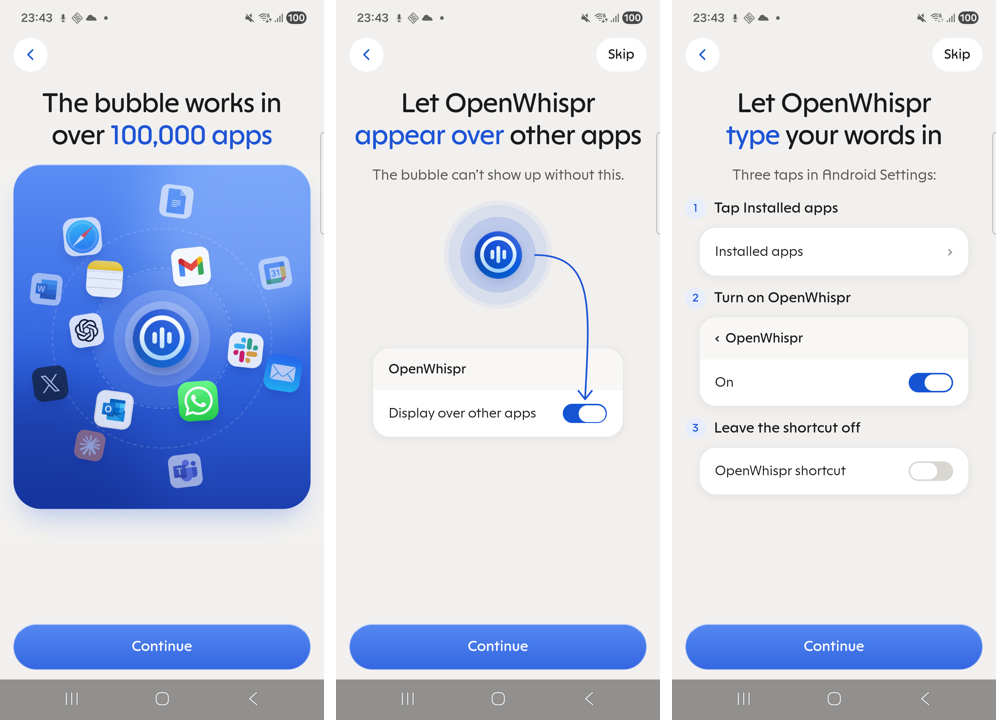 23:43
100
The bubble works in
over 100,000 apps
31
W
X
O
T
Continue
23:43
100
Skip
Let OpenWhispr
appear over other apps
The bubble can't show up without this.
OpenWhispr
Display over other apps
Continue
23:43
100
Skip
Let OpenWhispr
type your words in
Three taps in Android Settings:
1 Tap Installed apps
Installed apps
2 Turn on OpenWhispr
OpenWhispr
On
3 Leave the shortcut off
OpenWhispr shortcut
Continue